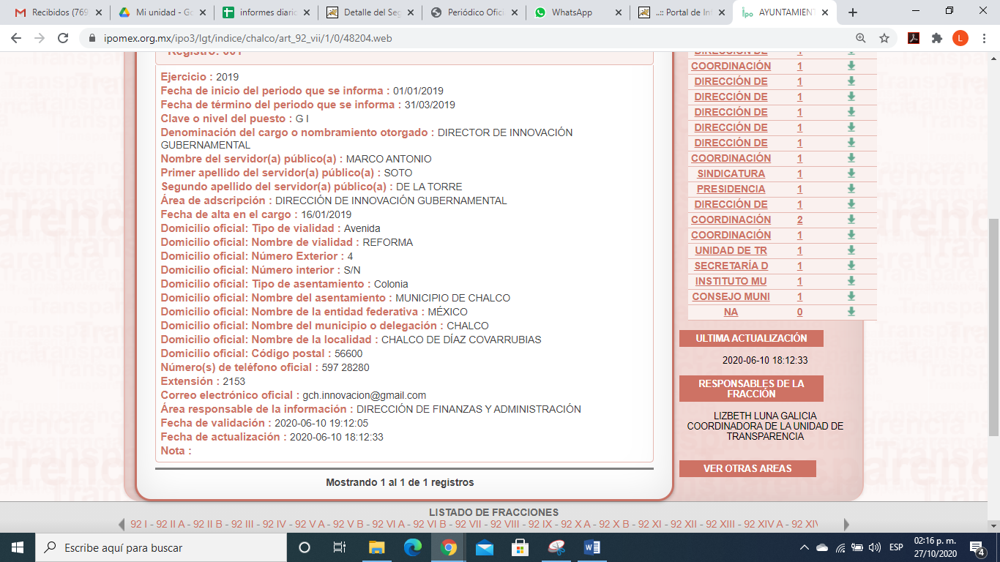 Recibidos (769
Mi unidad - Go
informes diario
Detalle del Seg
Periódico Ofici
WhatsApp
..:: Portal de Inf
AYUNTAMIENT
ipomex.org.mx/ipo3/lgt/indice/chalco/art_92_vii/1/0/48204.web
L
Registro: 001
Ejercicio : 2019
Fecha de inicio del periodo que se informa : 01/01/2019
Fecha de término del periodo que se informa : 31/03/2019
Clave o nivel del puesto : G I
Denominación del cargo o nombramiento otorgado : DIRECTOR DE INNOVACIÓN
GUBERNAMENTAL
Nombre del servidor(a) público(a) : MARCO ANTONIO
Primer apellido del servidor(a) público(a) : SOTO
Segundo apellido del servidor(a) público(a) : DE LA TORRE
Área de adscripción : DIRECCIÓN DE INNOVACIÓN GUBERNAMENTAL
Fecha de alta en el cargo : 16/01/2019
Domicilio oficial: Tipo de vialidad : Avenida
Domicilio oficial: Nombre de vialidad : REFORMA
Domicilio oficial: Número Exterior : 4
Domicilio oficial: Número interior : S/N
Domicilio oficial: Tipo de asentamiento : Colonia
Domicilio oficial: Nombre del asentamiento : MUNICIPIO DE CHALCO
Domicilio oficial: Nombre de la entidad federativa : MÉXICO
Domicilio oficial: Nombre del municipio o delegación : CHALCO
Domicilio oficial: Nombre de la localidad : CHALCO DE DÍAZ COVARRUBIAS
Domicilio oficial: Código postal : 56600
Número(s) de teléfono oficial : 597 28280
Extensión : 2153
Correo electrónico oficial : gch.innovacion@gmail.com
Área responsable de la información : DIRECCIÓN DE FINANZAS Y ADMINISTRACIÓN
Fecha de validación : 2020-06-10 19:12:05
Fecha de actualización : 2020-06-10 18:12:33
Nota :
Mostrando 1 al 1 de 1 registros
DIRECCIÓN DE 1
COORDINACIÓN 1
DIRECCIÓN DE 1
DIRECCIÓN DE 1
DIRECCIÓN DE 1
DIRECCIÓN DE 1
DIRECCIÓN DE 1
COORDINACIÓN 1
SINDICATURA 1
PRESIDENCIA 1
DIRECCIÓN DE 1
COORDINACIÓN 2
COORDINACIÓN 1
UNIDAD DE TR 1
SECRETARÍA D 1
INSTITUTO MU 1
CONSEJO MUNI 1
NA 0
ULTIMA ACTUALIZACIÓN
2020-06-10 18:12:33
RESPONSABLES DE LA
FRACCIÓN
LIZBETH LUNA GALICIA
COORDINADORA DE LA UNIDAD DE
TRANSPARENCIA
VER OTRAS AREAS
LISTADO DE FRACCIONES
92 I - 92 II A - 92 II B - 92 III - 92 IV - 92 V A - 92 V B - 92 VI A - 92 VI B - 92 VII - 92 VIII - 92 IX - 92 X A - 92 X B - 92 XI - 92 XII - 92 XIII - 92 XIV A - 92 XIV
Escribe aquí para buscar
ESP
02:16 p. m.
27/10/2020
4